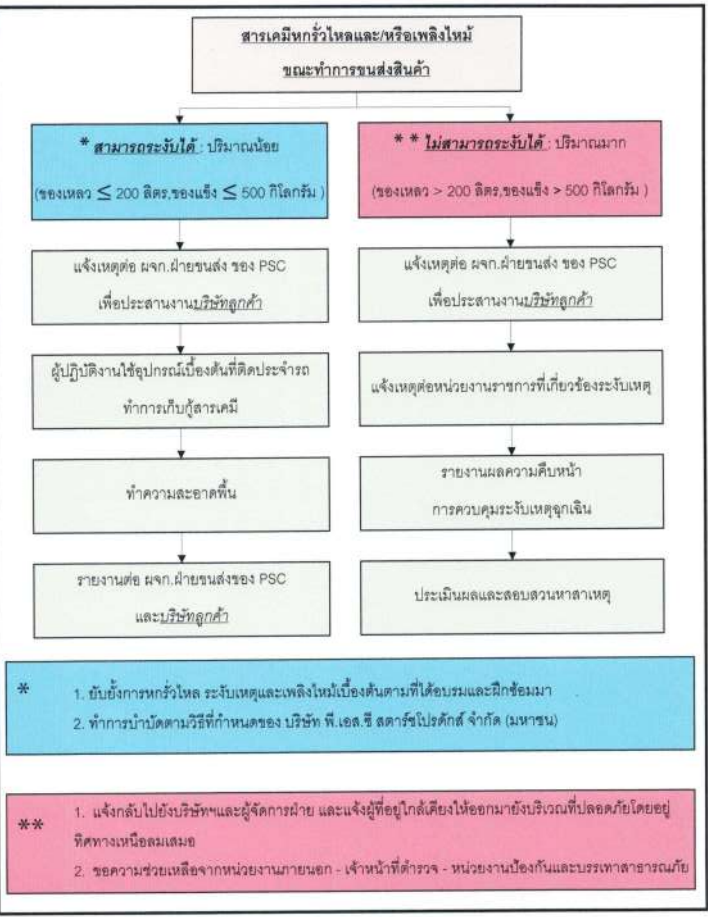 สารเคมีหกรั่วไหลและ/หรือเพลิงไหม้
ขณะทำการขนส่งสินค้า
* สามารถระงับได้ : ปริมาณน้อย
(ของเหลว ≤ 200 ลิตร,ของแข็ง ≤ 500 กิโลกรัม )
แจ้งเหตุต่อ ผจก.ฝ่ายขนส่ง ของ PSC
เพื่อประสานงานบริษัทลูกค้า
ผู้ปฏิบัติงานใช้อุปกรณ์เบื้องต้นที่ติดประจำรถ
ทำการเก็บกู้สารเคมี
ทำความสะอาดพื้น
รายงานต่อ ผจก.ฝ่ายขนส่งของ PSC
และบริษัทลูกค้า
* * ไม่สามารถระงับได้ : ปริมาณมาก
(ของเหลว > 200 ลิตร,ของแข็ง > 500 กิโลกรัม )
แจ้งเหตุต่อ ผจก.ฝ่ายขนส่ง ของ PSC
เพื่อประสานงานบริษัทลูกค้า
แจ้งเหตุต่อหน่วยงานราชการที่เกี่ยวข้องระงับเหตุ
รายงานผลความคืบหน้า
การควบคุมระงับเหตุฉุกเฉิน
ประเมินผลและสอบสวนหาสาเหตุ
* 1. ยับยั้งการหกรั่วไหล ระงับเหตุและเพลิงไหม้เบื้องต้นตามที่ได้อบรมและฝึกซ้อมมา
2. ทำการบำบัดตามวิธีที่กำหนดของ บริษัท พี.เอส.ซี สตาร์ชโปรดักส์ จำกัด (มหาชน)
** 1. แจ้งกลับไปยังบริษัทฯและผู้จัดการฝ่าย และแจ้งผู้ที่อยู่ใกล้เคียงให้ออกมายังบริเวณที่ปลอดภัยโดยอยู่
ทิศทางเหนือลมเสมอ
2. ขอความช่วยเหลือจากหน่วยงานภายนอก - เจ้าหน้าที่ตำรวจ - หน่วยงานป้องกันและบรรเทาสาธารณภัย